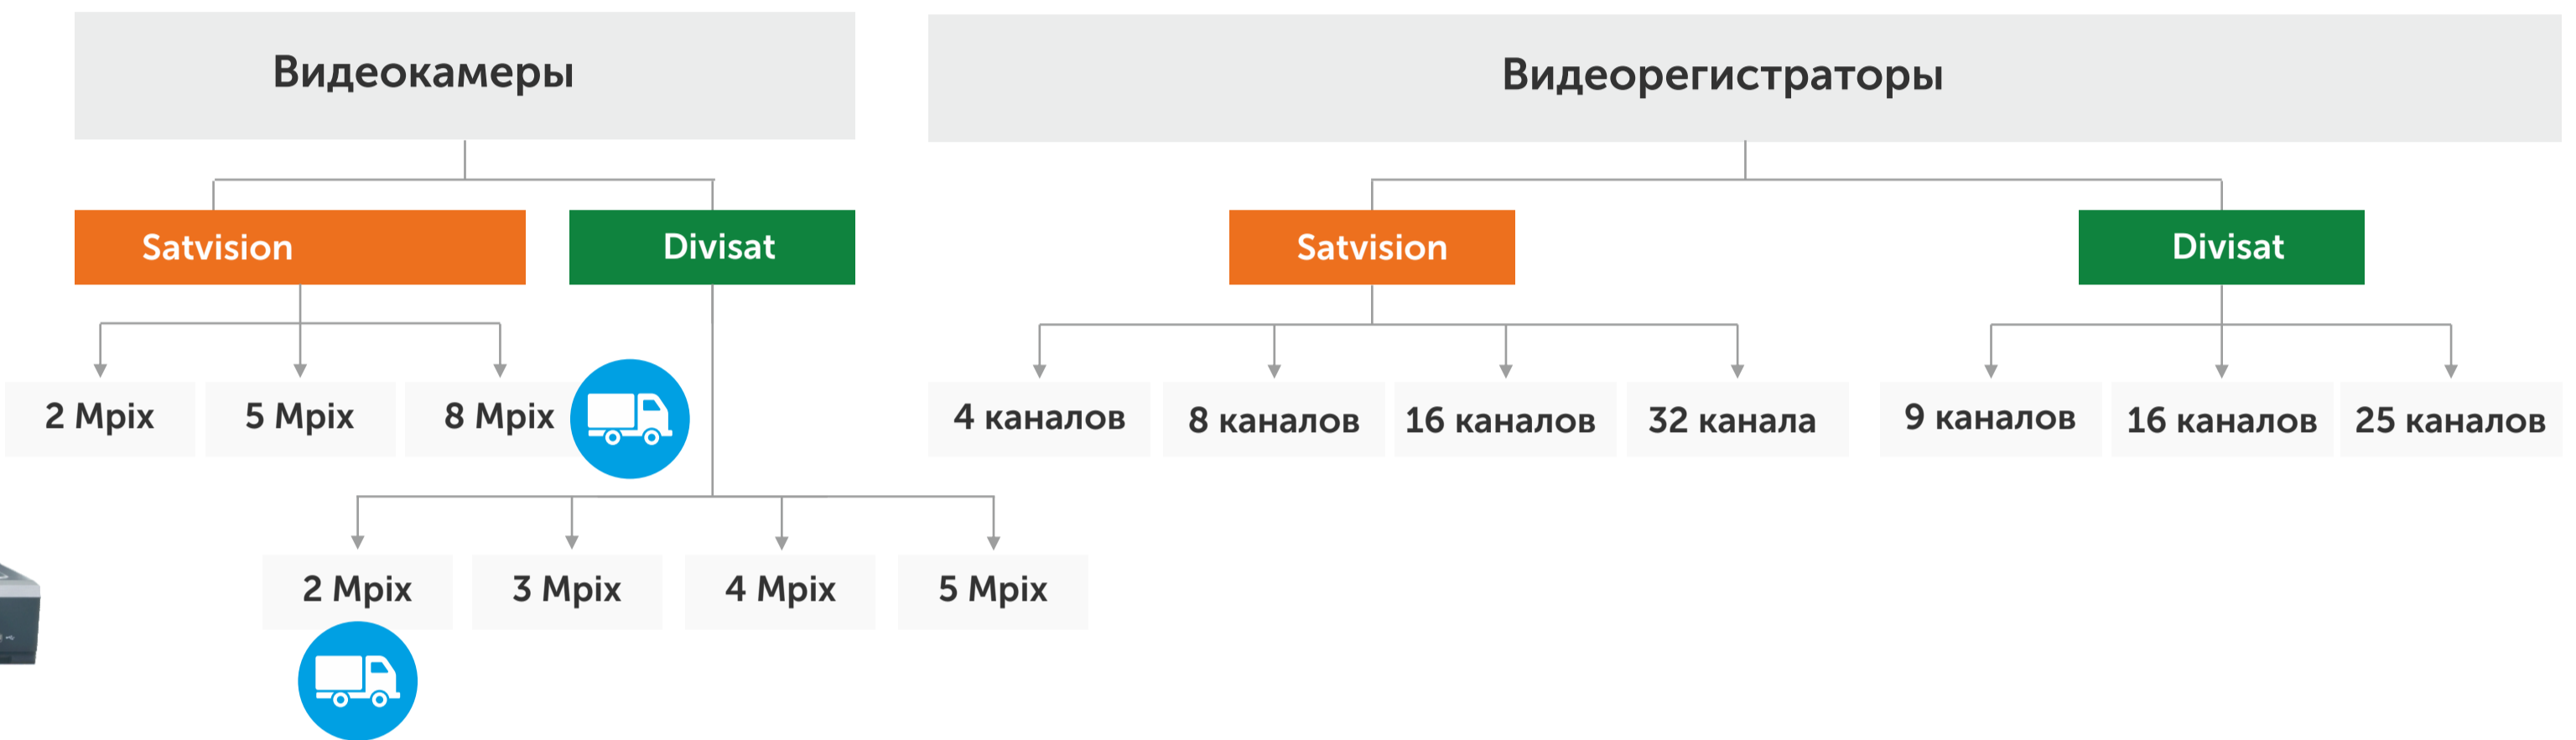 Видеокамеры
Satvision
Divisat
2 Mpix
5 Mpix
8 Mpix
2 Mpix
3 Mpix
4 Mpix
5 Mpix
Видеорегистраторы
Satvision
Divisat
4 каналов
8 каналов
16 каналов
32 канала
9 каналов
16 каналов
25 каналов